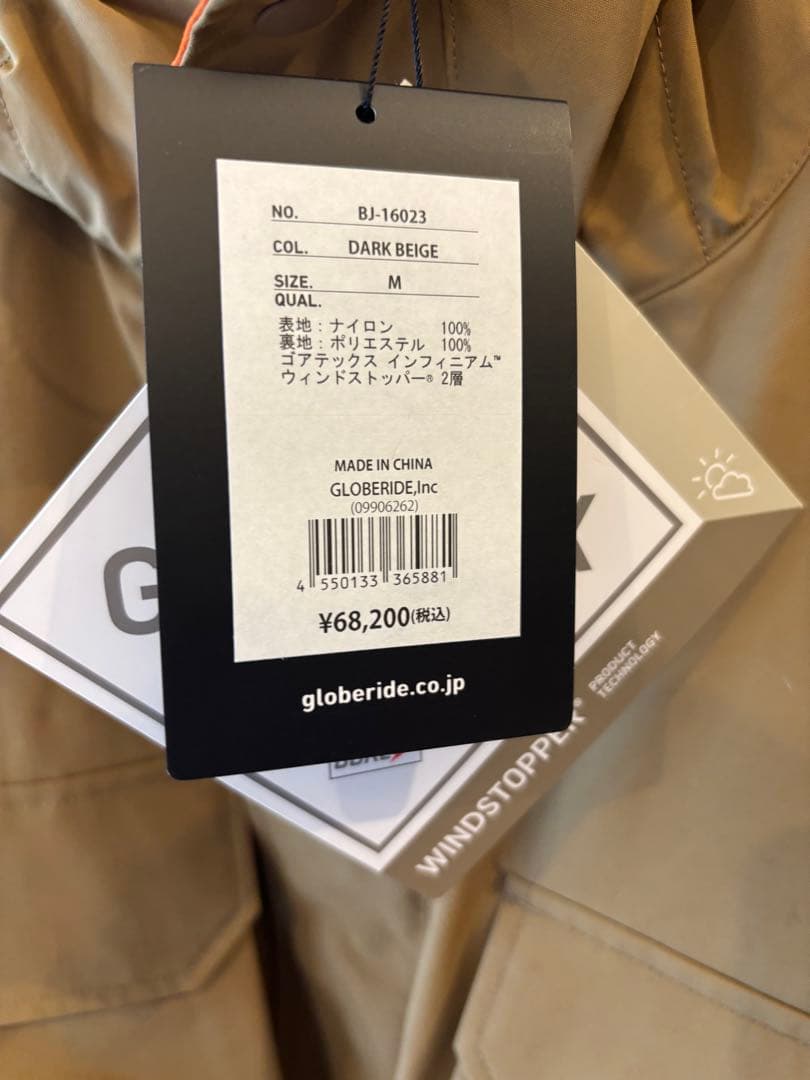 NO. BJ-16023
COL. DARK BEIGE
SIZE. M
QUAL.
表地：ナイロン 100%
裏地：ポリエステル 100%
ゴアテックス インフィニアム™
ウィンドストッパー® 2層
MADE IN CHINA
GLOBERIDE,Inc
(09906262)
4 550133 365881
¥68,200(税込)
globeride.co.jp
G X
WINDSTOPPER®
PRODUCT
TECHNOLOGY